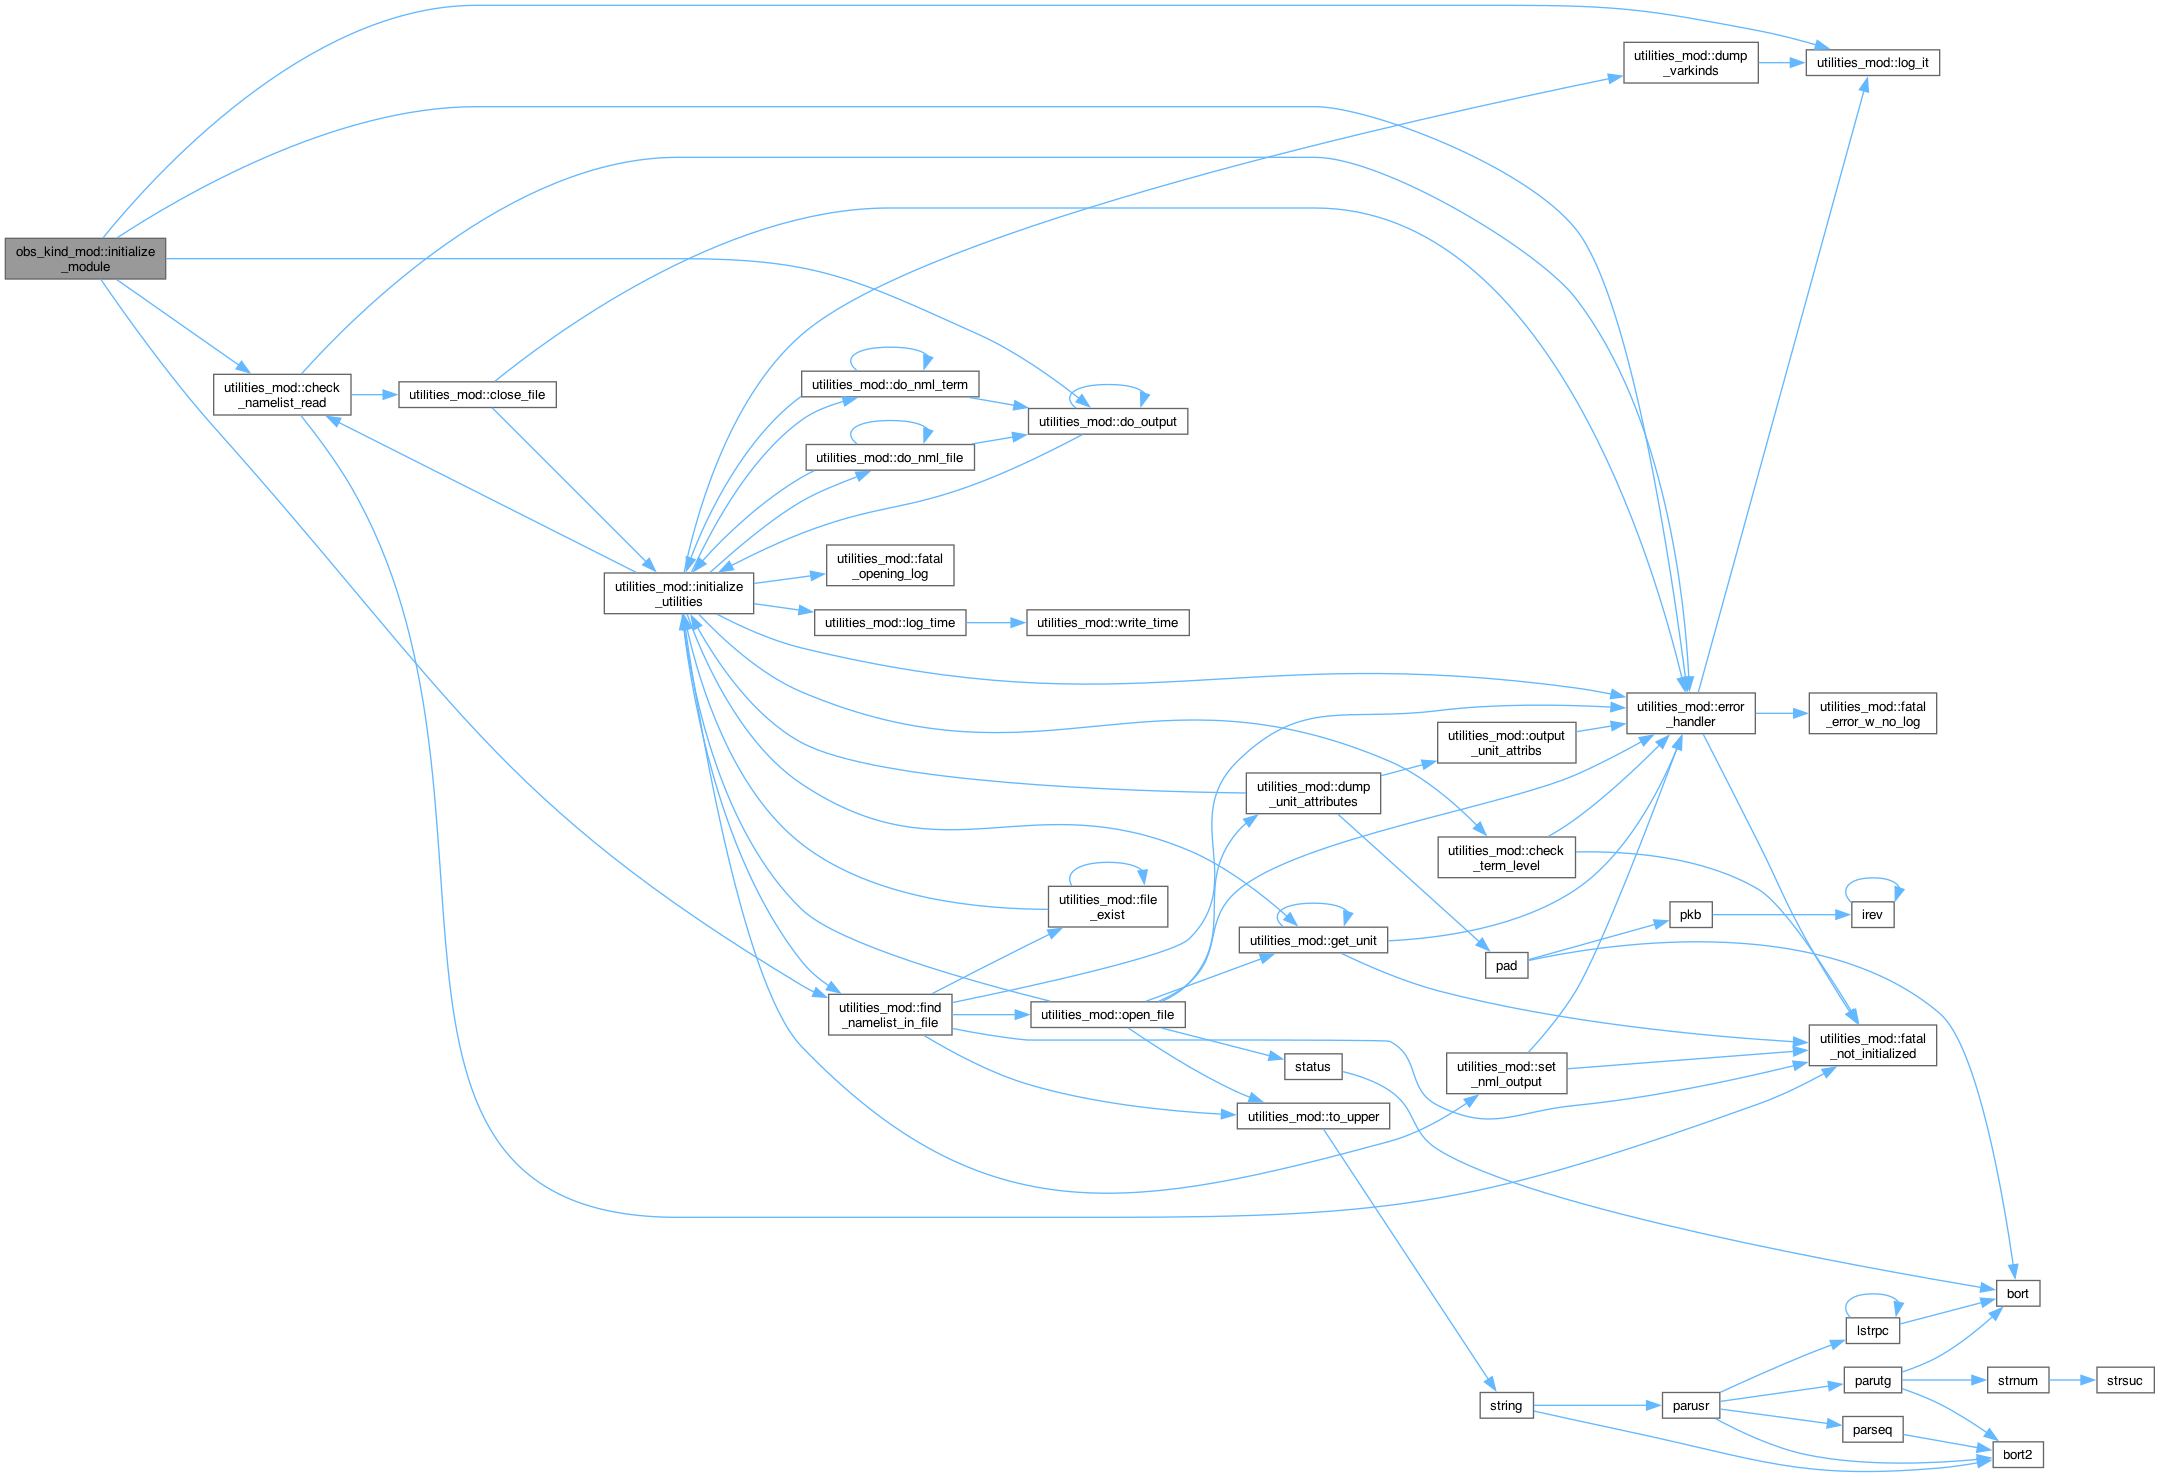 utilities_mod::dump
_varkinds
utilities_mod::log_it
obs_kind_mod::initialize
_module
utilities_mod::check
_namelist_read
utilities_mod::close_file
utilities_mod::do_nml_term
utilities_mod::do_output
utilities_mod::do_nml_file
utilities_mod::initialize
_utilities
utilities_mod::fatal
_opening_log
utilities_mod::log_time
utilities_mod::write_time
utilities_mod::error
_handler
utilities_mod::fatal
_error_w_no_log
utilities_mod::output
_unit_attribs
utilities_mod::dump
_unit_attributes
utilities_mod::check
_term_level
utilities_mod::file
_exist
pkb
irev
utilities_mod::get_unit
pad
utilities_mod::find
_namelist_in_file
utilities_mod::open_file
utilities_mod::fatal
_not_initialized
status
utilities_mod::set
_nml_output
utilities_mod::to_upper
bort
lstrpc
parutg
strnum
strsuc
string
parusr
parseq
bort2